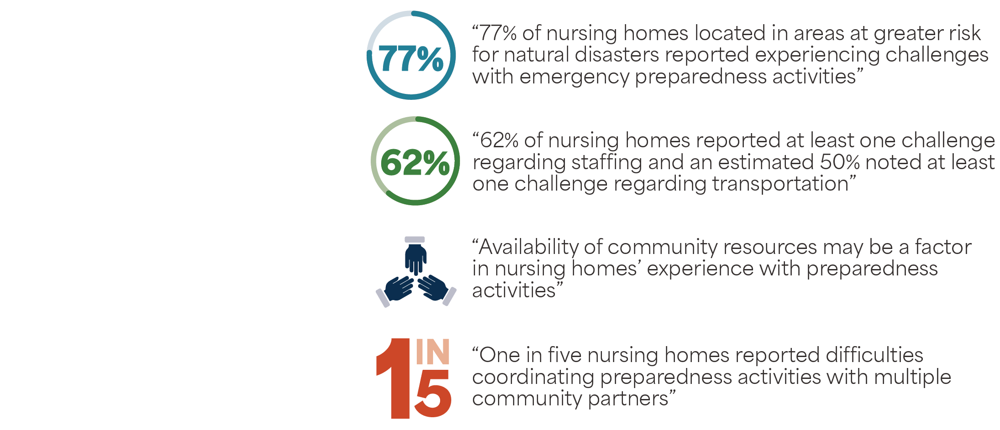 77%
“77% of nursing homes located in areas at greater risk
for natural disasters reported experiencing challenges
with emergency preparedness activities”
62%
“62% of nursing homes reported at least one challenge
regarding staffing and an estimated 50% noted at least
one challenge regarding transportation”
“Availability of community resources may be a factor
in nursing homes’ experience with preparedness
activities”
1 IN
5
“One in five nursing homes reported difficulties
coordinating preparedness activities with multiple
community partners”